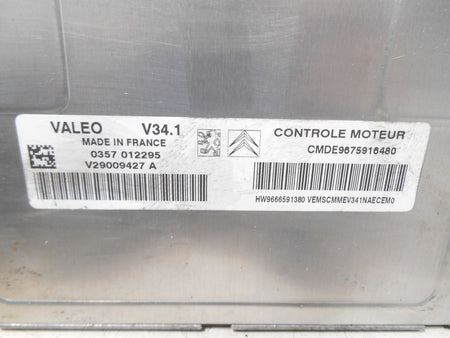 VALEO V34.1
MADE IN FRANCE
0357 012295
V29009427 A
CONTROLE MOTEUR
CMDE9675916480
HW9666591380 VEMSCMMEV341NAECEM0